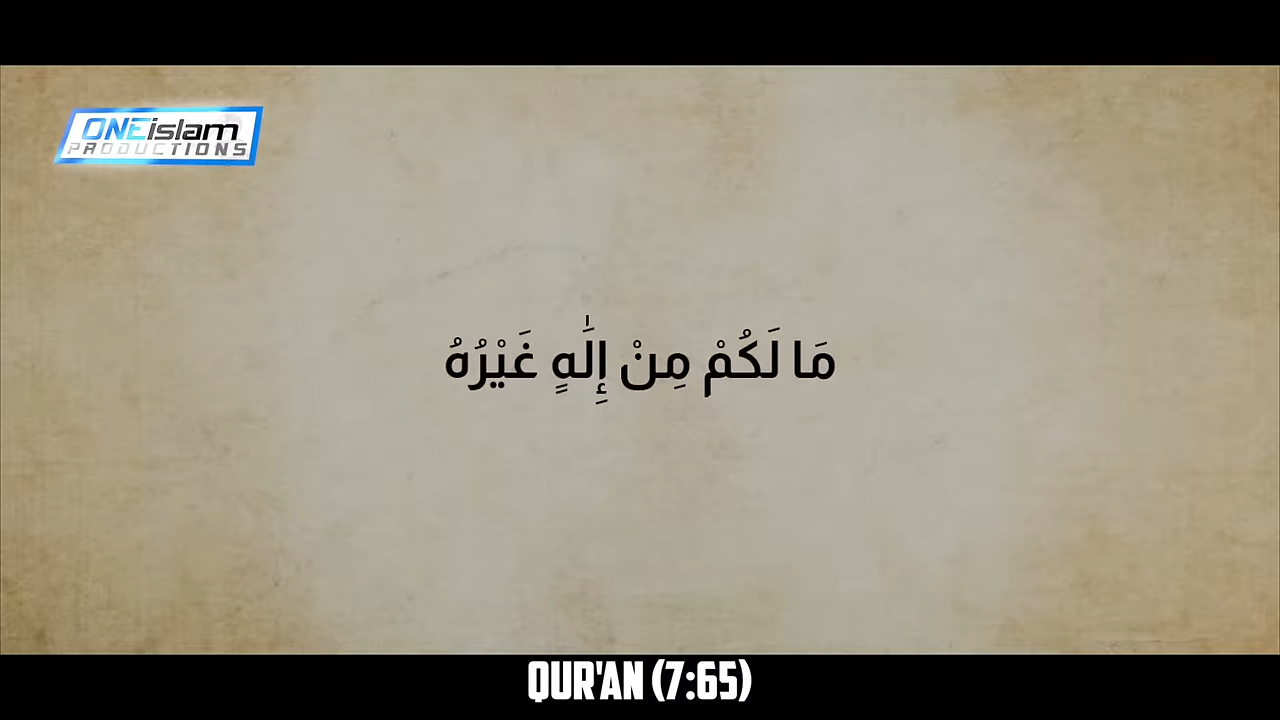 ONEislam
PRODUCTIONS
مَا لَكُمْ مِنْ إِلَٰهٍ غَيْرُهُ
QUR'AN (7:65)